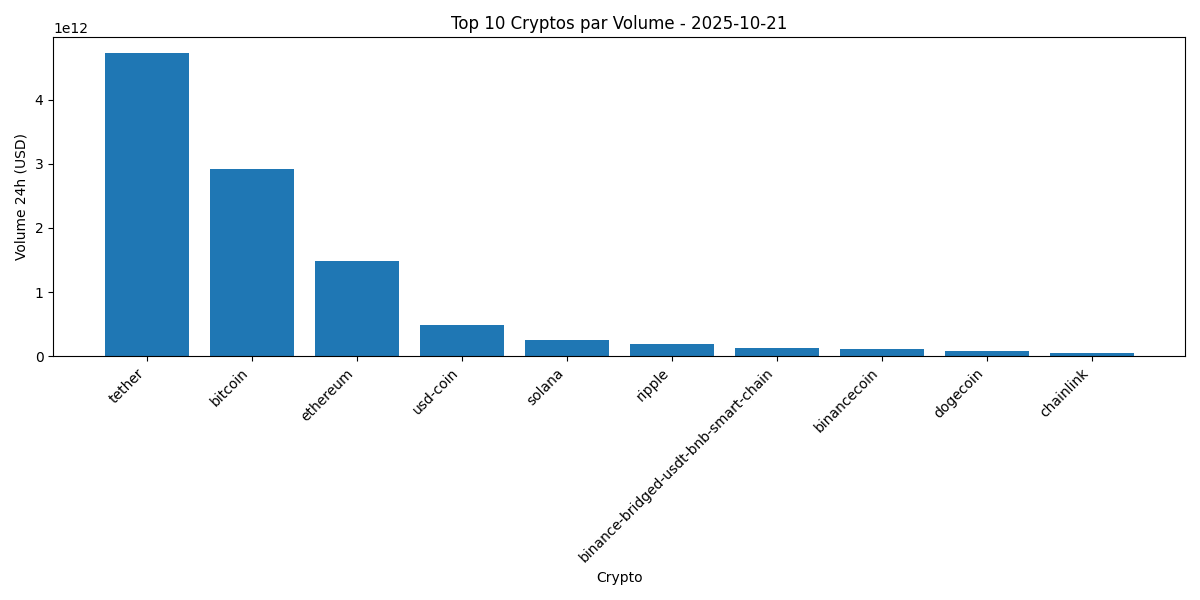 Top 10 Cryptos par Volume - 2025-10-21
1e12
Volume 24h (USD)
4
3
2
1
0
tether
bitcoin
ethereum
usd-coin
solana
ripple
binance-bridged-usdt-bnb-smart-chain
binancecoin
dogecoin
chainlink
Crypto